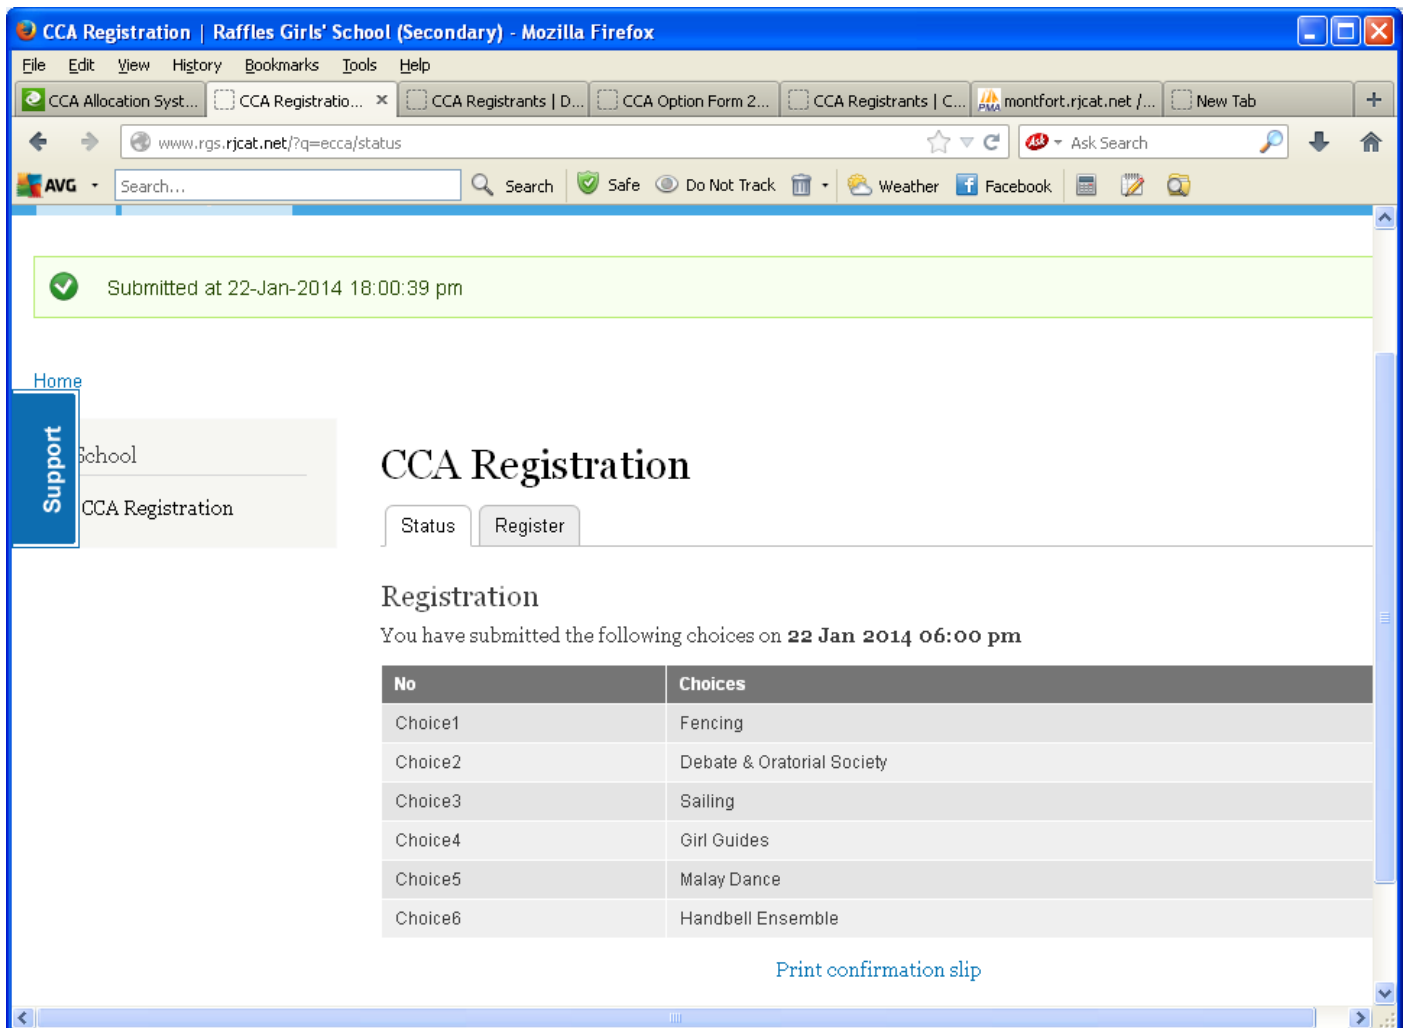 CCA Registration | Raffles Girls' School (Secondary) - Mozilla Firefox
File Edit View History Bookmarks Tools Help
CCA Allocation Syst... CCA Registratio... CCA Registrants | D... CCA Option Form 2... CCA Registrants | C... montfort.rjcat.net /... New Tab
www.rgs.rjcat.net/?q=ecca/status Ask Search
AVG Search... Search Safe Do Not Track Weather Facebook
Submitted at 22-Jan-2014 18:00:39 pm
Home
Support
School
CCA Registration
CCA Registration
Status Register
Registration
You have submitted the following choices on 22 Jan 2014 06:00 pm
No Choices
Choice1 Fencing
Choice2 Debate & Oratorial Society
Choice3 Sailing
Choice4 Girl Guides
Choice5 Malay Dance
Choice6 Handbell Ensemble
Print confirmation slip